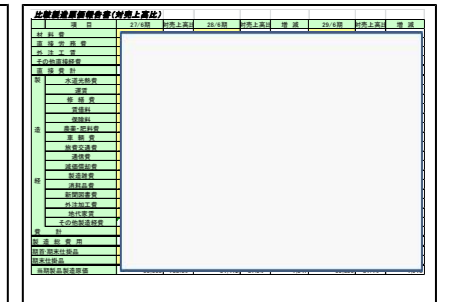 比較製造原価報告書(対売上高比)
項　目 27/6期 対売上高比 28/6期 対売上高比 増 減 29/6期 対売上高比 増 減
材 料 費
直 接 労 務 費
外 注 工 賃
その他直接経費
直 接 費 計
製 水道光熱費
運賃
修 繕 費
賃借料
保険料
造 農薬・肥料費
車 輌 費
旅費交通費
通信費
減価償却費
製造雑費
経 消耗品費
新聞図書費
外注加工費
地代家賃
その他製造経費
費 計
製 造 総 費 用
期首・期末仕掛品
期末仕掛品
当期製品製造原価